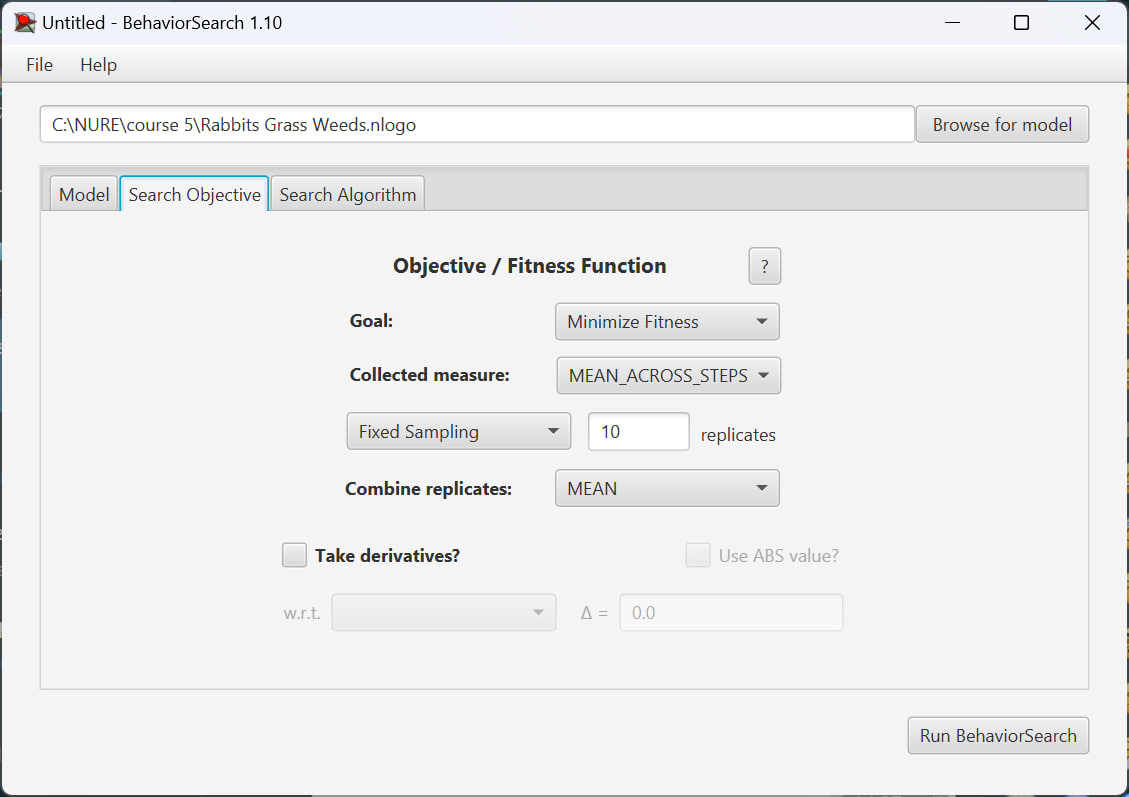 Untitled - BehaviorSearch 1.10
File Help
C:\NURE\course 5\Rabbits Grass Weeds.nlogo Browse for model
Model Search Objective Search Algorithm
Objective / Fitness Function ?
Goal: Minimize Fitness
Collected measure: MEAN_ACROSS_STEPS
Fixed Sampling 10 replicates
Combine replicates: MEAN
Take derivatives? Use ABS value?
w.r.t. Δ = 0.0
Run BehaviorSearch